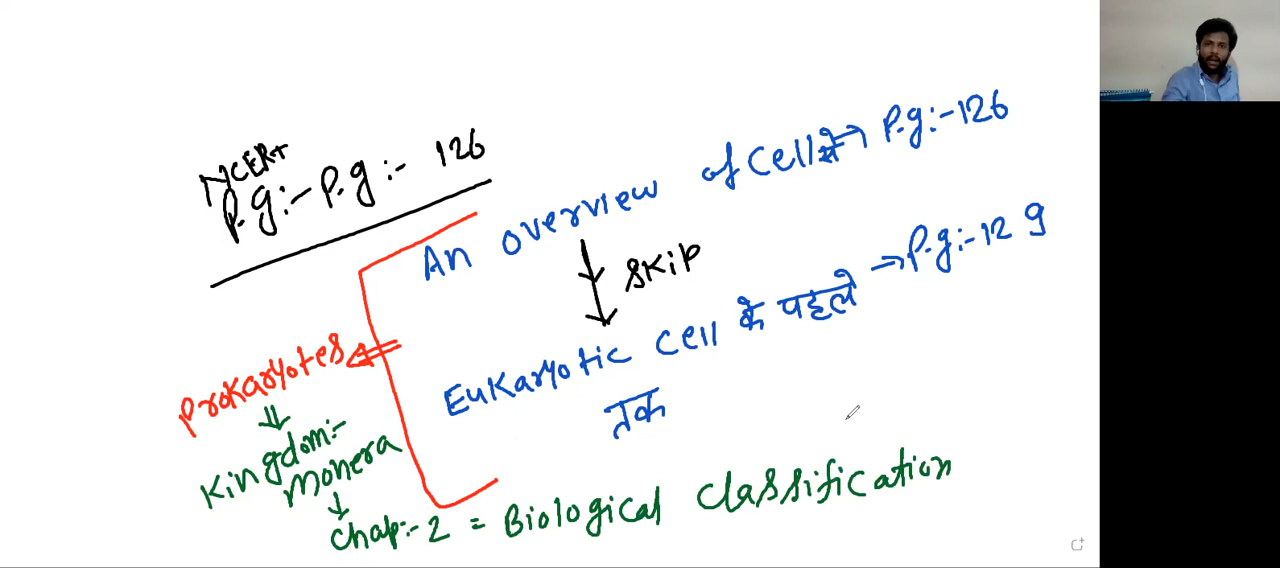 NCERT
P.g:- P.g:- 126
An overview of Cell से → P.g:-126
SKiP
Eukaryotic Cell के पहले → P.g:-129
तक
Prokaryotes
Kingdom:-
Monera
Chap:- 2 = Biological Classification